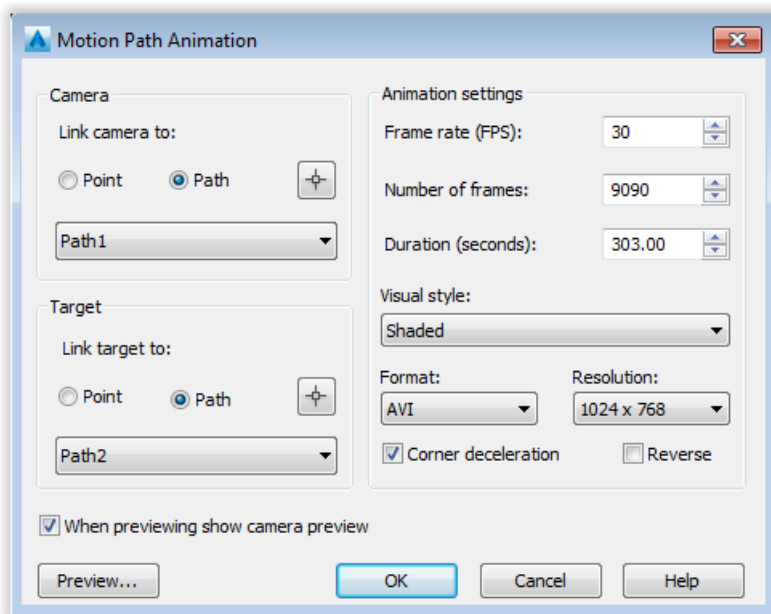 Motion Path Animation
Camera
Link camera to:
Point Path
Path1
Target
Link target to:
Point Path
Path2
Animation settings
Frame rate (FPS): 30
Number of frames: 9090
Duration (seconds): 303.00
Visual style:
Shaded
Format: Resolution:
AVI 1024 x 768
Corner deceleration Reverse
When previewing show camera preview
Preview... OK Cancel Help